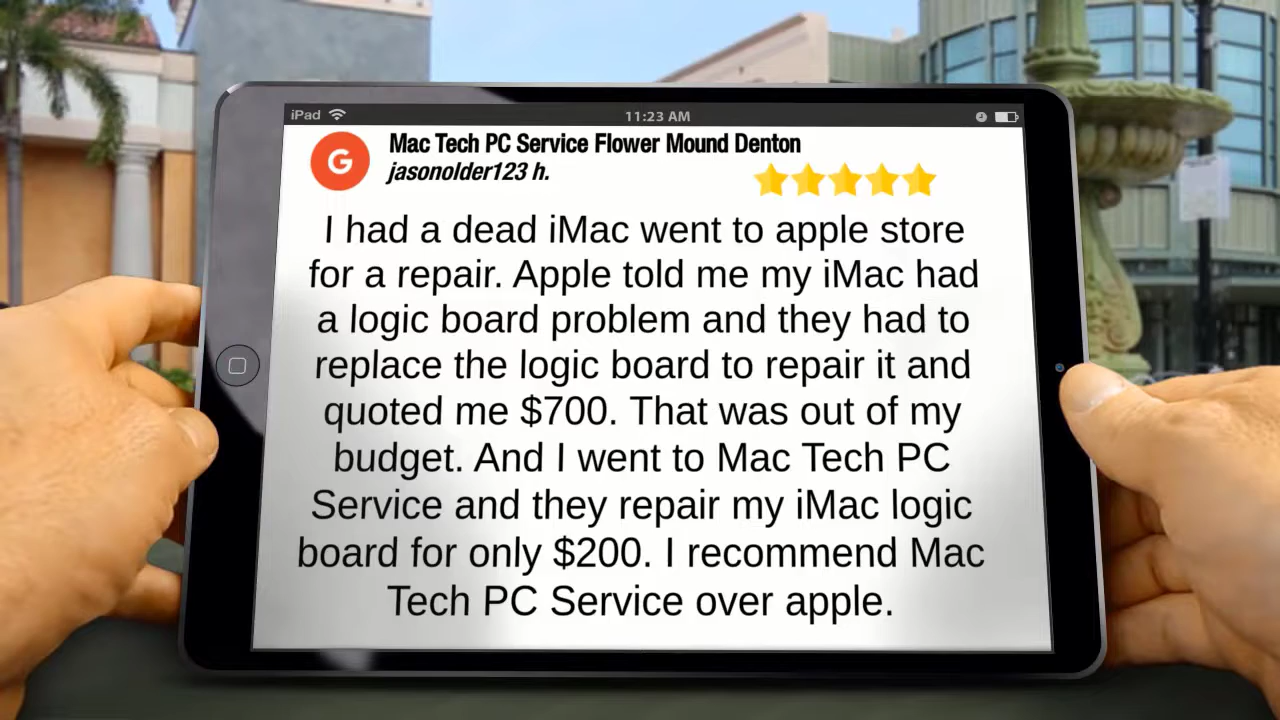 iPad 11:23 AM
G
Mac Tech PC Service Flower Mound Denton
jasonolder123 h.
I had a dead iMac went to apple store
for a repair. Apple told me my iMac had
a logic board problem and they had to
replace the logic board to repair it and
quoted me $700. That was out of my
budget. And I went to Mac Tech PC
Service and they repair my iMac logic
board for only $200. I recommend Mac
Tech PC Service over apple.